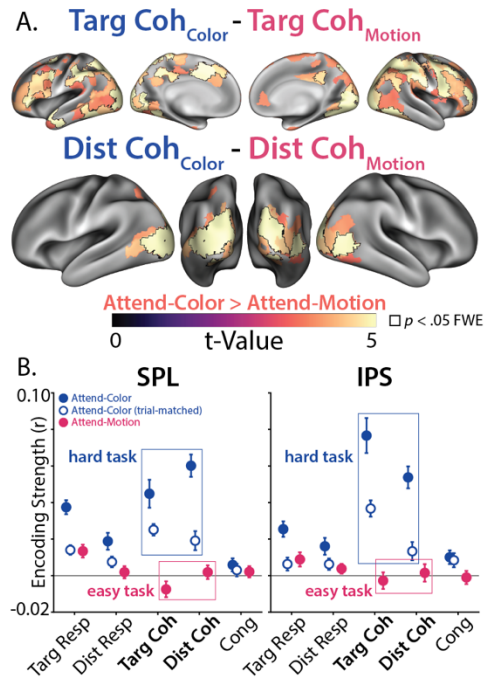 A.
Targ Coh Color - Targ Coh Motion
Dist Coh Color - Dist Coh Motion
Attend-Color > Attend-Motion
0 5
t-Value
p < .05 FWE
B.
SPL IPS
0.10
Attend-Color
Attend-Color (trial-matched)
Attend-Motion
hard task hard task
Encoding Strength (r)
easy task easy task
-0.02
Targ Resp Dist Resp Targ Coh Dist Coh Cong Targ Resp Dist Resp Targ Coh Dist Coh Cong